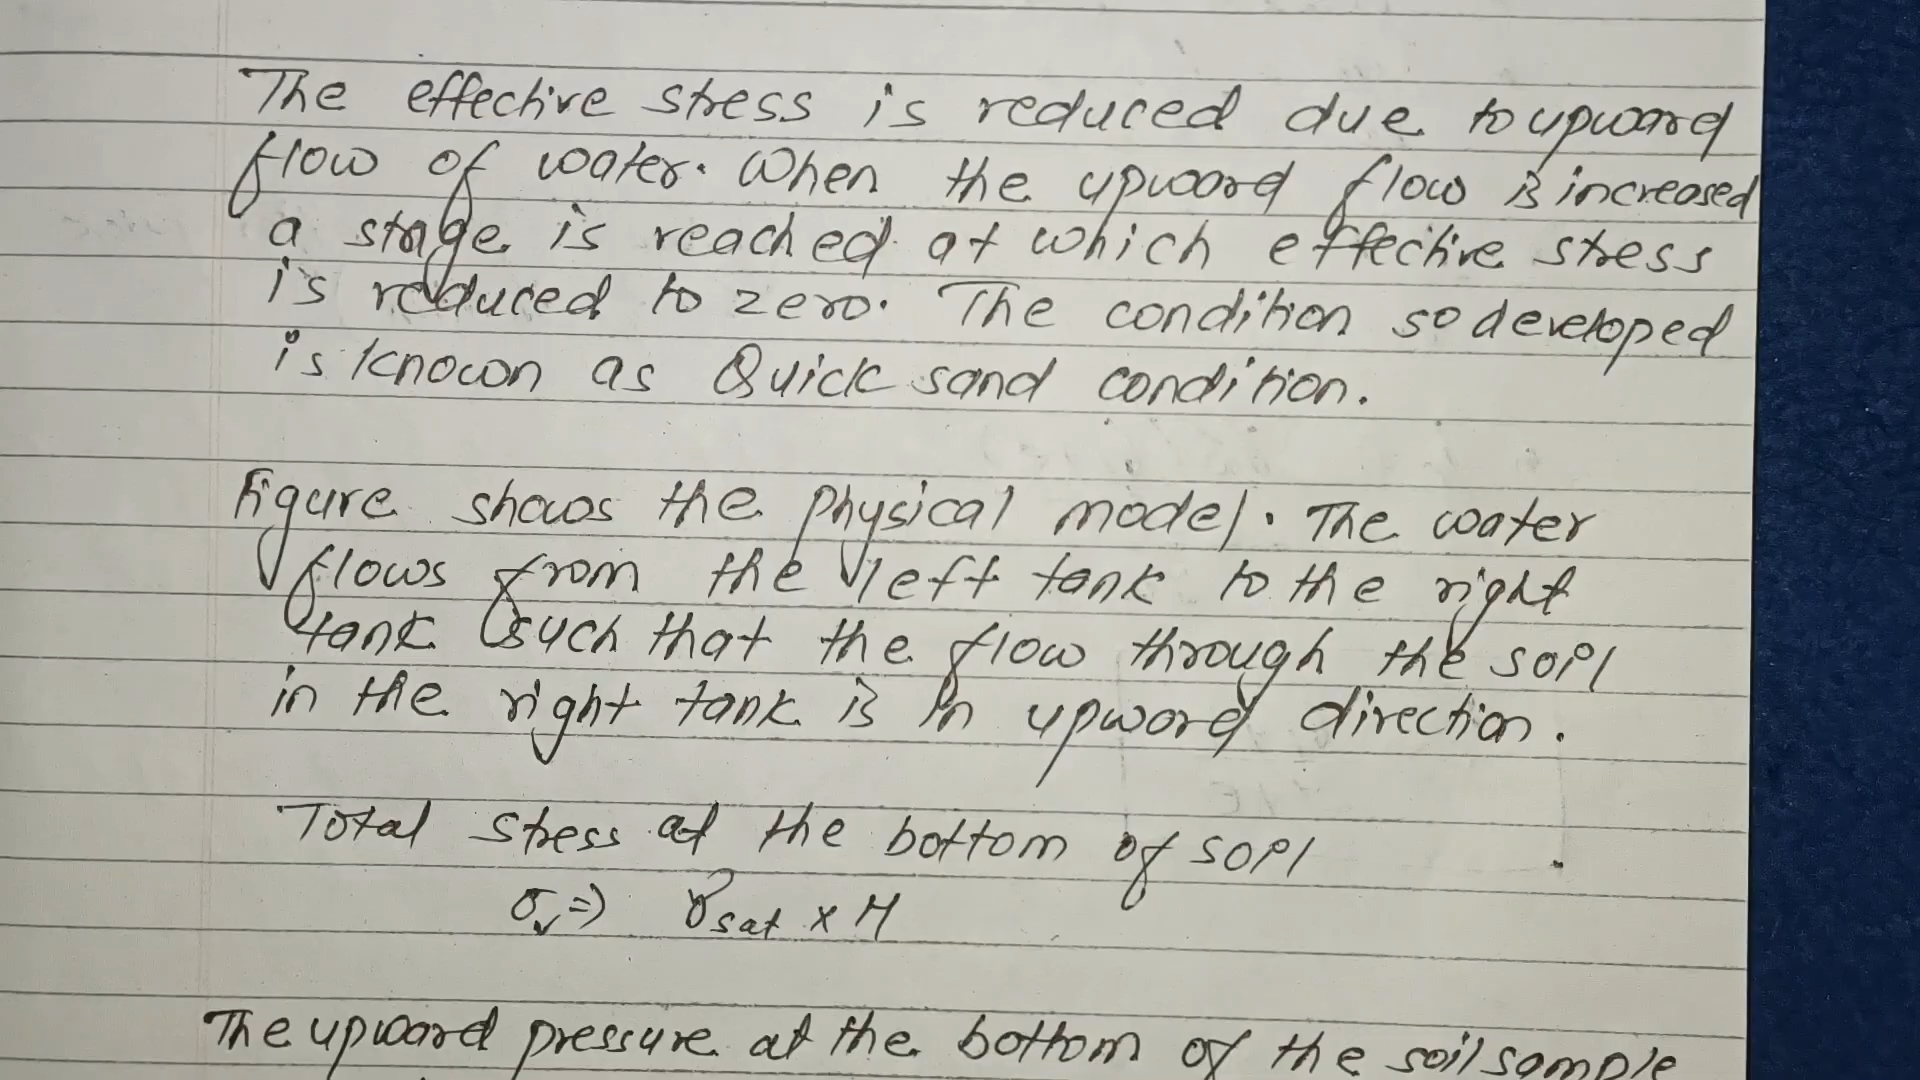 The effective stress is reduced due to upward
flow of water. When the upward flow is increased
a stage is reached at which effective stress
is reduced to zero. The condition so developed
is known as Quick sand condition.
Figure shows the physical model. The water
flows from the left tank to the right
tank such that the flow through the soil
in the right tank is in upward direction.
Total stress at the bottom of soil
σv => γsat x H
The upward pressure at the bottom of the soil sample